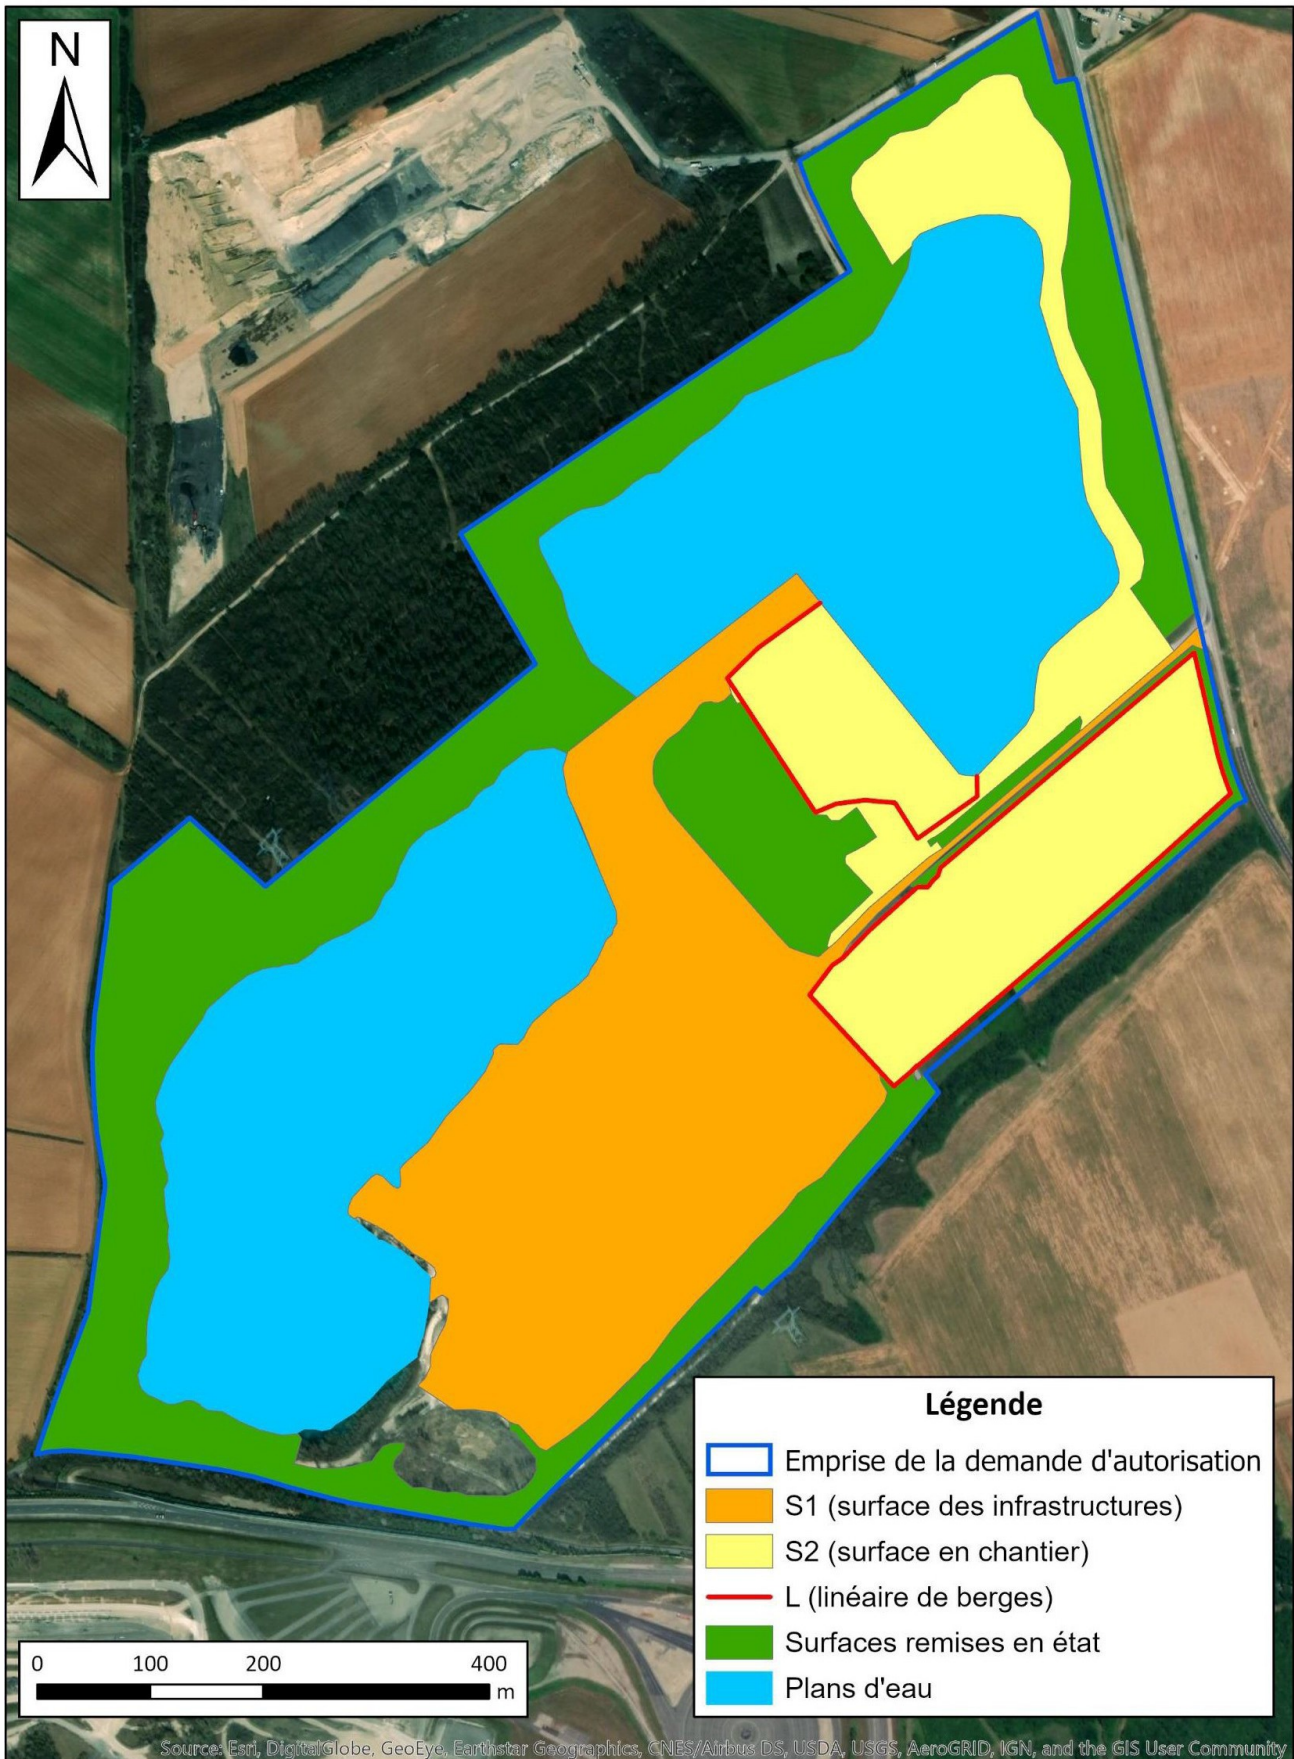 N
Légende
Emprise de la demande d'autorisation
S1 (surface des infrastructures)
S2 (surface en chantier)
L (linéaire de berges)
Surfaces remises en état
Plans d'eau
0 100 200 400
m
Source: Esri, DigitalGlobe, GeoEye, Earthstar Geographics, CNES/Airbus DS, USDA, USGS, AeroGRID, IGN, and the GIS User Community